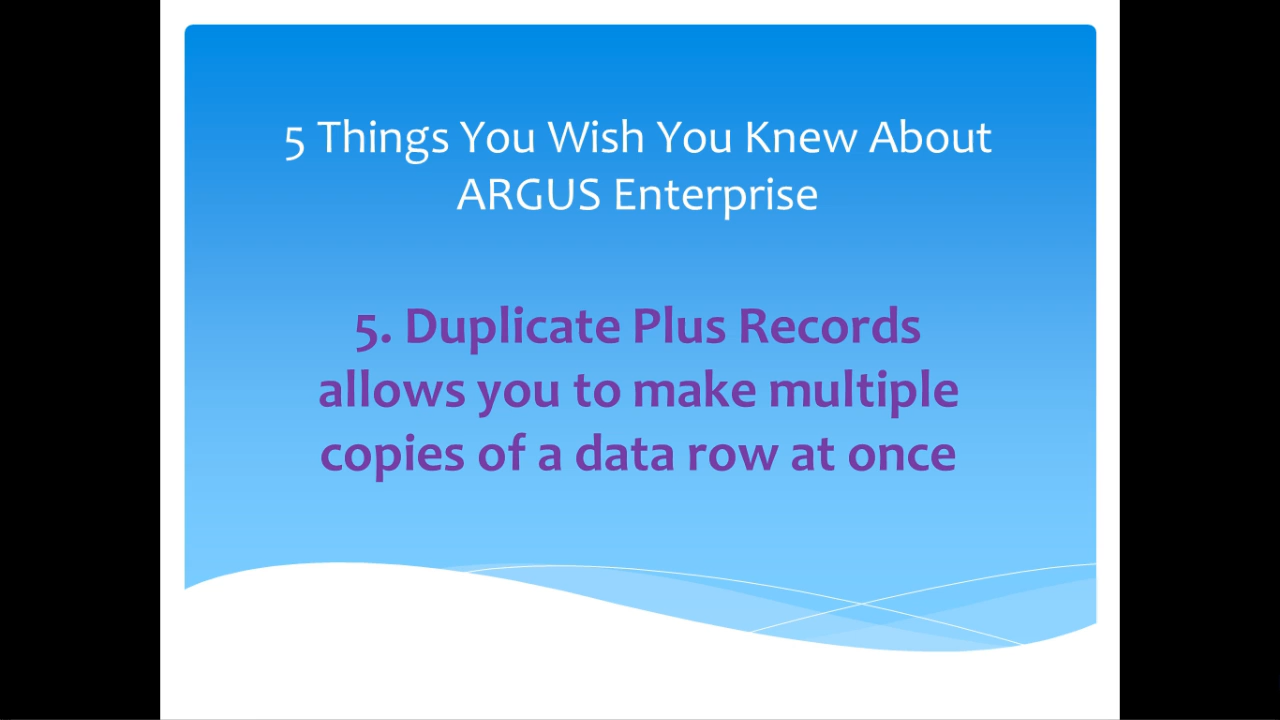 5 Things You Wish You Knew About
ARGUS Enterprise
5. Duplicate Plus Records
allows you to make multiple
copies of a data row at once